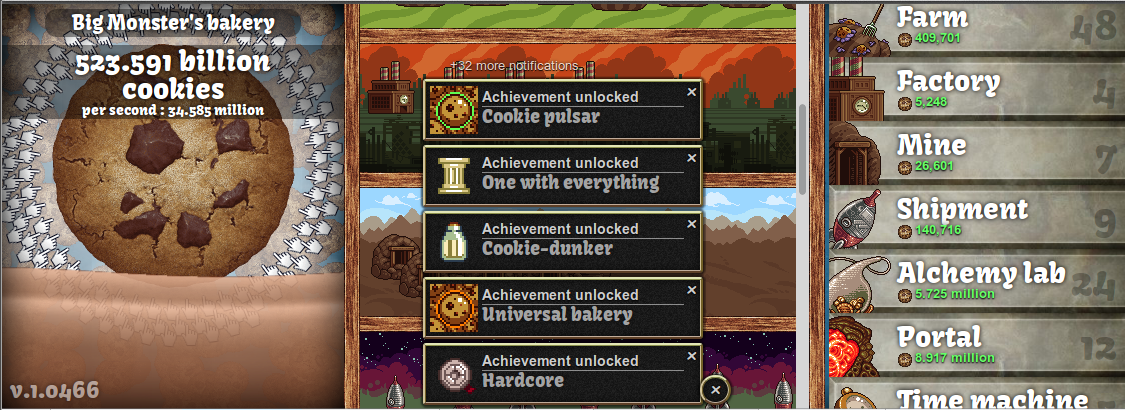 Big Monster's bakery
523.591 billion
cookies
per second : 34.585 million
v.1.0466
+32 more notifications.
Achievement unlocked
Cookie pulsar
Achievement unlocked
One with everything
Achievement unlocked
Cookie-dunker
Achievement unlocked
Universal bakery
Achievement unlocked
Hardcore
Farm
409,701
48
Factory
5,248
4
Mine
26,601
7
Shipment
140,716
9
Alchemy lab
5.725 million
24
Portal
8.917 million
12
Time machine